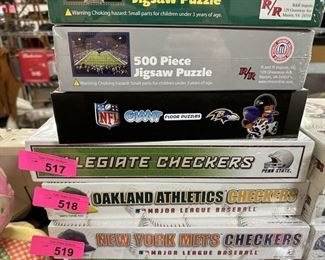 Jigsaw Puzzle
Warning Choking hazard: Small parts for children under 3 years of age.
R/R
500 Piece
Jigsaw Puzzle
R/R
Warning Choking hazard: Small parts for children under 3 years of age.
NFL
GIANT FLOOR PUZZLES
517
LEGIATE CHECKERS
PENN STATE
518
OAKLAND ATHLETICS CHECKERS
MAJOR LEAGUE BASEBALL
519
NEW YORK METS CHECKERS
MAJOR LEAGUE BASEBALL